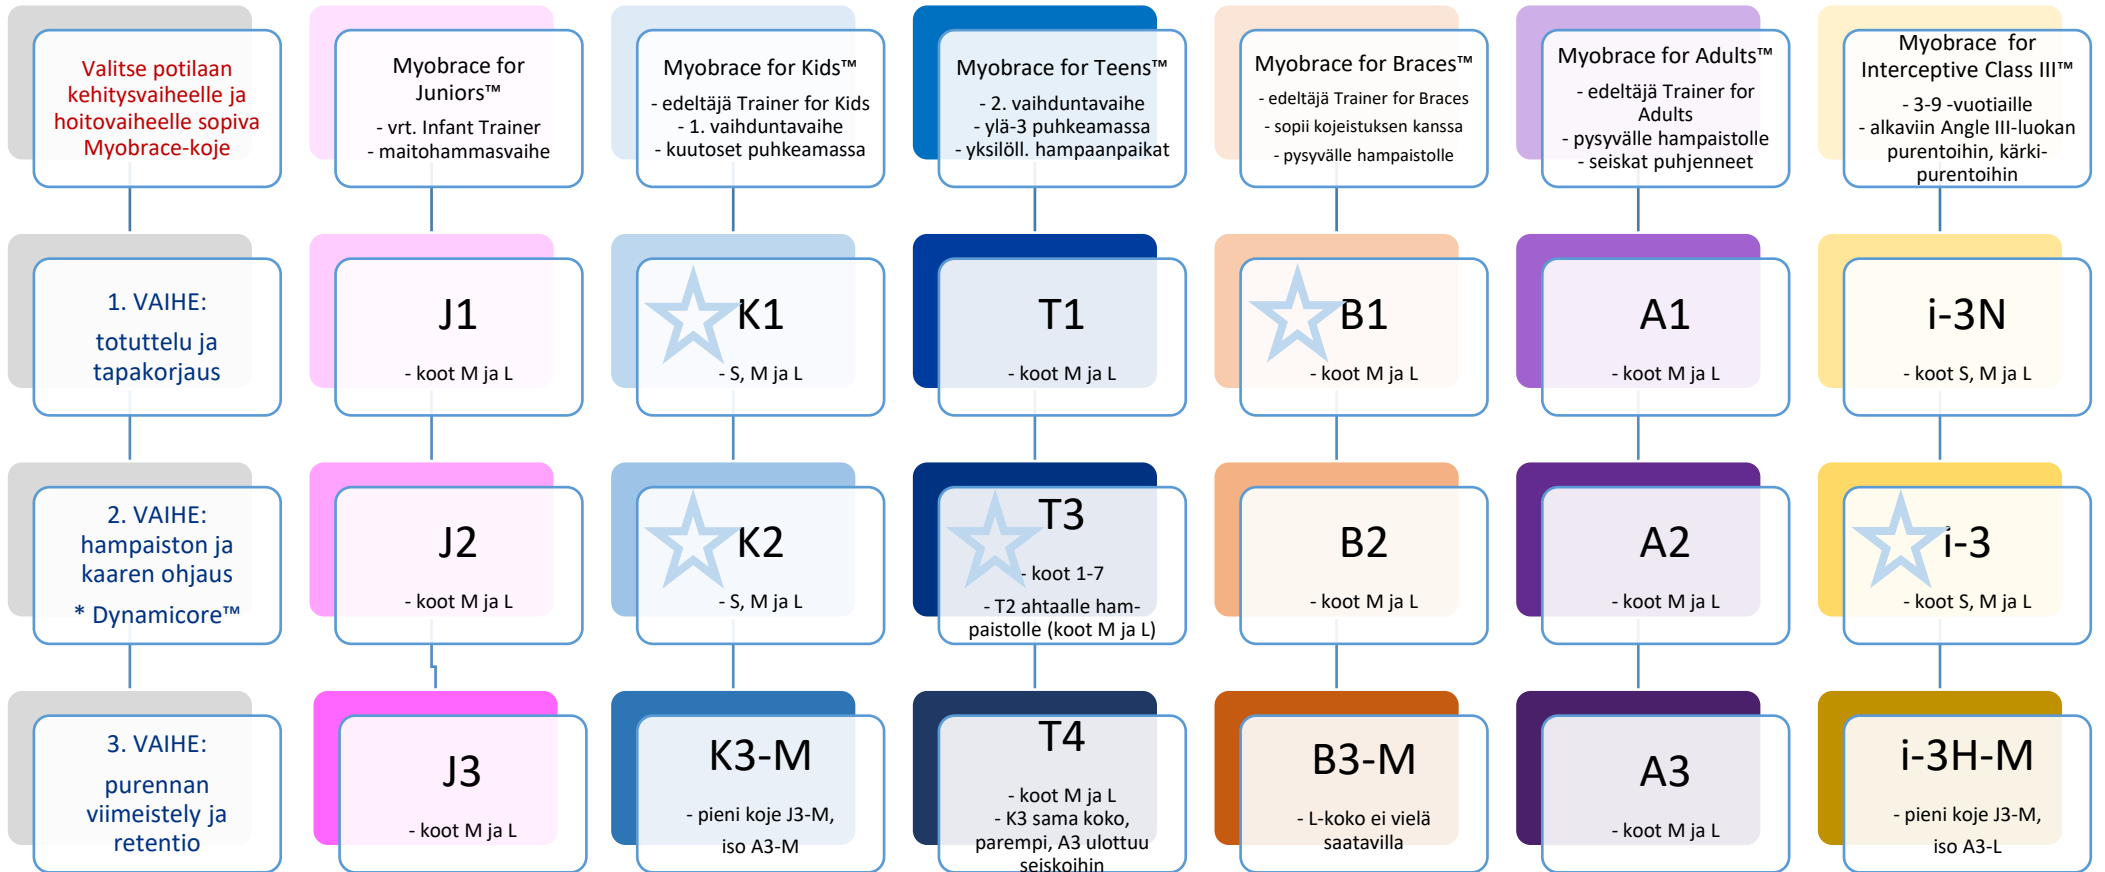 Valitse potilaan
kehitysvaiheelle ja
hoitovaiheelle sopiva
Myobrace-koje
Myobrace for
Juniors™
- vrt. Infant Trainer
- maitohammasvaihe
Myobrace for Kids™
- edeltäjä Trainer for Kids
- 1. vaihduntavaihe
- kuutoset puhkeamassa
Myobrace for Teens™
- 2. vaihduntavaihe
- ylä-3 puhkeamassa
- yksilöll. hampaanpaikat
Myobrace for Braces™
- edeltäjä Trainer for Braces
- sopii kojeistuksen kanssa
- pysyvälle hampaistolle
Myobrace for Adults™
- edeltäjä Trainer for
Adults
- pysyvälle hampaistolle
- seiskat puhjenneet
Myobrace for
Interceptive Class III™
- 3-9 -vuotiaille
- alkaviin Angle III-luokan
purentoihin, kärki-
purentoihin
1. VAIHE:
totuttelu ja
tapakorjaus
J1
- koot M ja L
K1
- S, M ja L
T1
- koot M ja L
B1
- koot M ja L
A1
- koot M ja L
i-3N
- koot S, M ja L
2. VAIHE:
hampaiston ja
kaaren ohjaus
* Dynamicore™
J2
- koot M ja L
K2
- S, M ja L
T3
- koot 1-7
- T2 ahtaalle ham-
paistolle (koot M ja L)
B2
- koot M ja L
A2
- koot M ja L
i-3
- koot S, M ja L
3. VAIHE:
purennan
viimeistely ja
retentio
J3
- koot M ja L
K3-M
- pieni koje J3-M,
iso A3-M
T4
- koot M ja L
- K3 sama koko,
parempi, A3 ulottuu
seiskoihin
B3-M
- L-koko ei vielä
saatavilla
A3
- koot M ja L
i-3H-M
- pieni koje J3-M,
iso A3-L